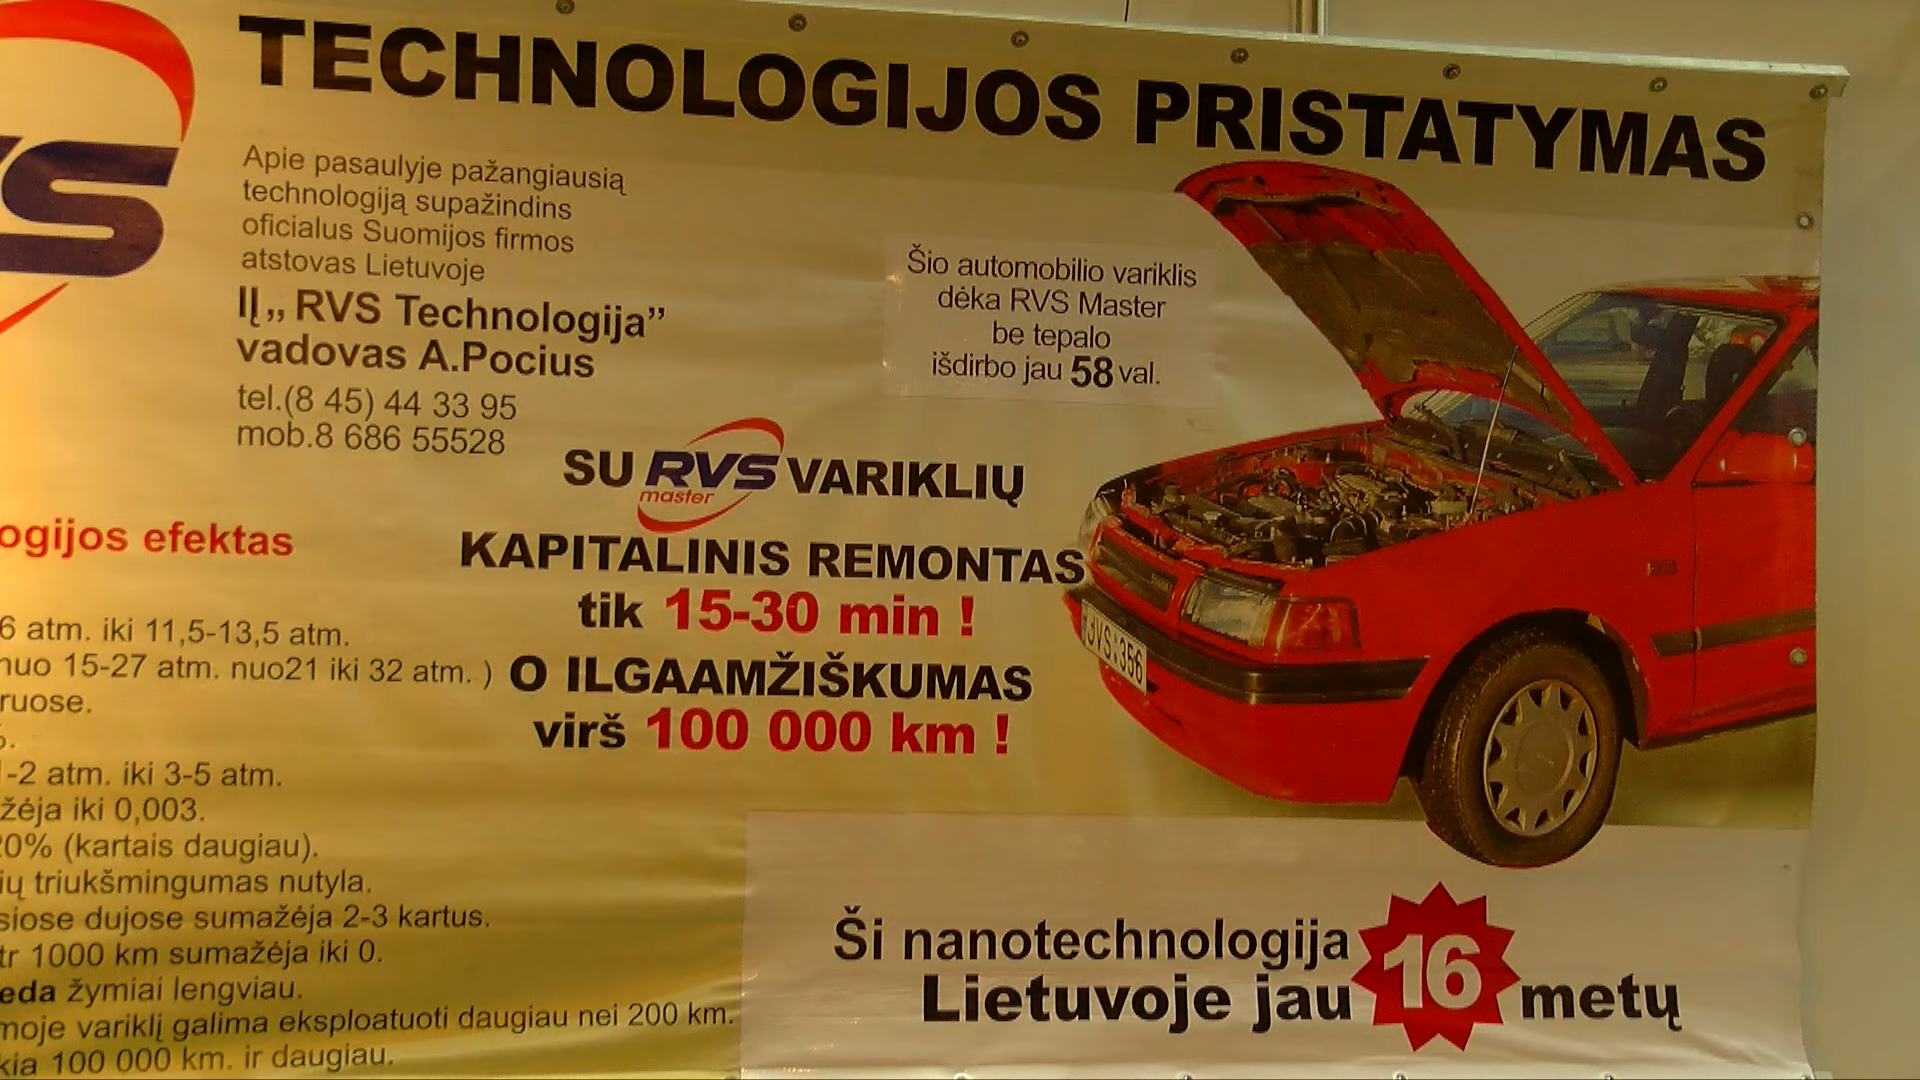 TECHNOLOGIJOS PRISTATYMAS
Apie pasaulyje pažangiausią
technologiją supažindins
oficialus Suomijos firmos
atstovas Lietuvoje
IĮ „ RVS Technologija”
vadovas A.Pocius
tel.(8 45) 44 33 95
mob.8 686 55528
Šio automobilio variklis
dėka RVS Master
be tepalo
išdirbo jau 58 val.
SU RVS master VARIKLIŲ
KAPITALINIS REMONTAS
tik 15-30 min !
O ILGAAMŽIŠKUMAS
virš 100 000 km !
JVS:356
ogijos efektas
6 atm. iki 11,5-13,5 atm.
nuo 15-27 atm. nuo21 iki 32 atm. )
ruose.
-2 atm. iki 3-5 atm.
žėja iki 0,003.
20% (kartais daugiau).
ių triukšmingumas nutyla.
siose dujose sumažėja 2-3 kartus.
tr 1000 km sumažėja iki 0.
eda žymiai lengviau.
moje variklį galima eksploatuoti daugiau nei 200 km.
kia 100 000 km. ir daugiau.
Ši nanotechnologija
Lietuvoje jau 16 metų